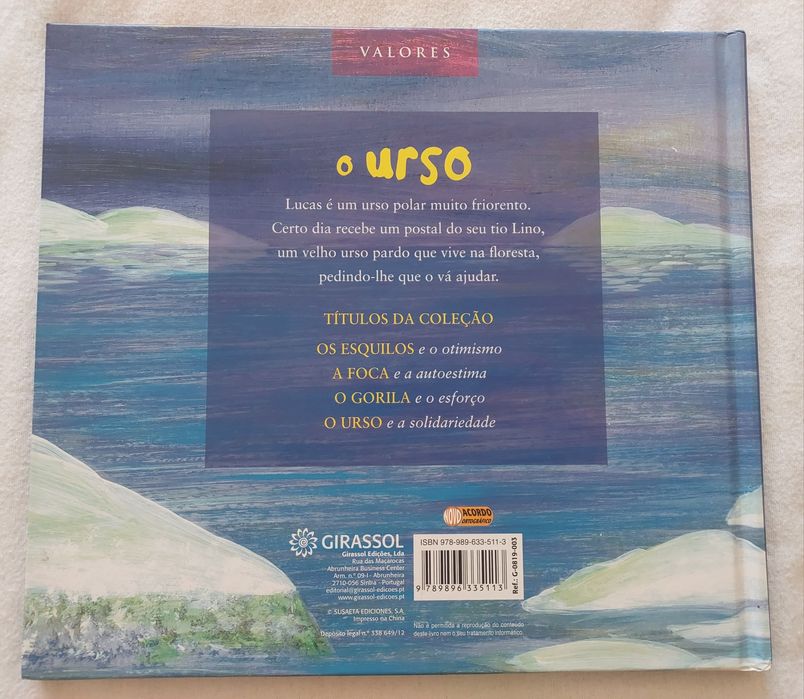 VALORES
o urso
Lucas é um urso polar muito friorento.
Certo dia recebe um postal do seu tio Lino,
um velho urso pardo que vive na floresta,
pedindo-lhe que o vá ajudar.
TÍTULOS DA COLEÇÃO
OS ESQUILOS e o otimismo
A FOCA e a autoestima
O GORILA e o esforço
O URSO e a solidariedade
NOVO ACORDO
ORTOGRÁFICO
GIRASSOL
Girassol Edições, Lda
Rua das Maçarocas
Abrunheira Business Center
Arm. n.º 09-I - Abrunheira
2710-056 Sintra - Portugal
editorial@girassol-edicoes.pt
www.girassol-edicoes.pt
© SUSAETA EDICIONES, S.A.
Impresso na China
Depósito legal n.º 338 649/12
ISBN 978-989-633-511-3
9 789896 335113
Ref.: G-0819-003
Não é permitida a reprodução do conteúdo
deste livro nem o seu tratamento informático.